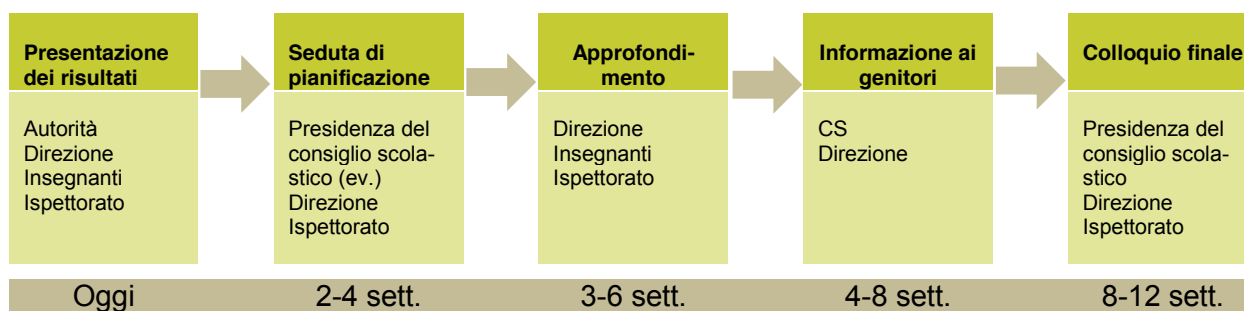 Presentazione
dei risultati
Autorità
Direzione
Insegnanti
Ispettorato
Seduta di
pianificazione
Presidenza del
consiglio scola-
stico (ev.)
Direzione
Ispettorato
Approfondi-
mento
Direzione
Insegnanti
Ispettorato
Informazione ai
genitori
CS
Direzione
Colloquio finale
Presidenza del
consiglio scola-
stico
Direzione
Ispettorato
Oggi
2-4 sett.
3-6 sett.
4-8 sett.
8-12 sett.